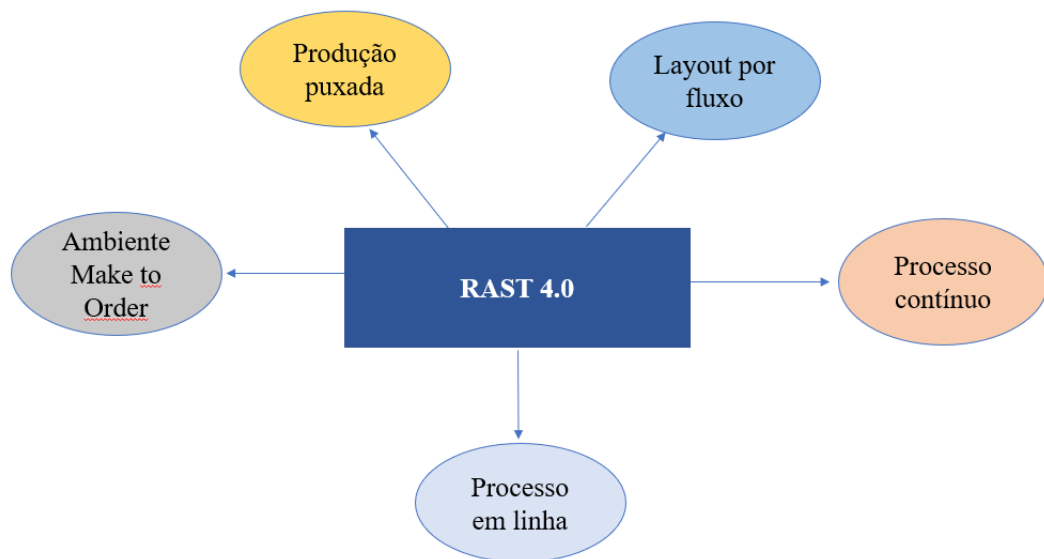 Produção
puxada
Layout por
fluxo
Ambiente
Make to
Order
RAST 4.0
Processo
contínuo
Processo
em linha